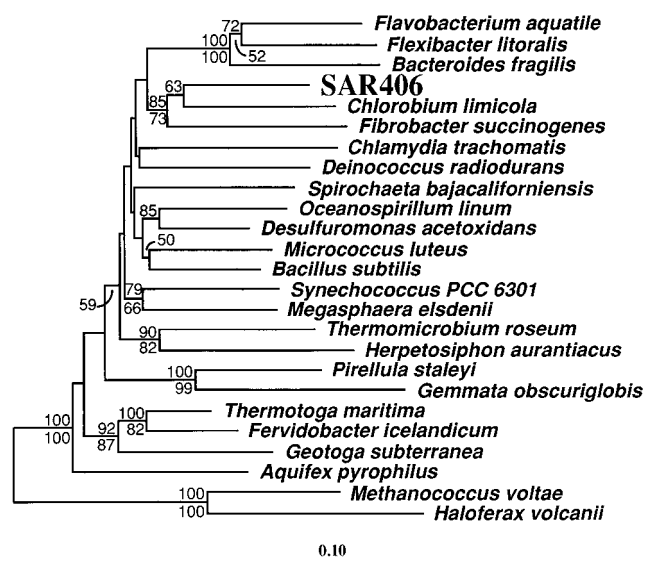 72 Flavobacterium aquatile
100 Flexibacter litoralis
100 52 Bacteroides fragilis
63 SAR406
85 Chlorobium limicola
73 Fibrobacter succinogenes
Chlamydia trachomatis
Deinococcus radiodurans
Spirochaeta bajacaliforniensis
85 Oceanospirillum linum
Desulfuromonas acetoxidans
50 Micrococcus luteus
Bacillus subtilis
79 Synechococcus PCC 6301
59 66 Megasphaera elsdenii
90 Thermomicrobium roseum
82 Herpetosiphon aurantiacus
100 Pirellula staleyi
99 Gemmata obscuriglobis
100 Thermotoga maritima
100 92 82 Fervidobacter icelandicum
100 87 Geotoga subterranea
Aquifex pyrophilus
100 Methanococcus voltae
100 Haloferax volcanii
0.10